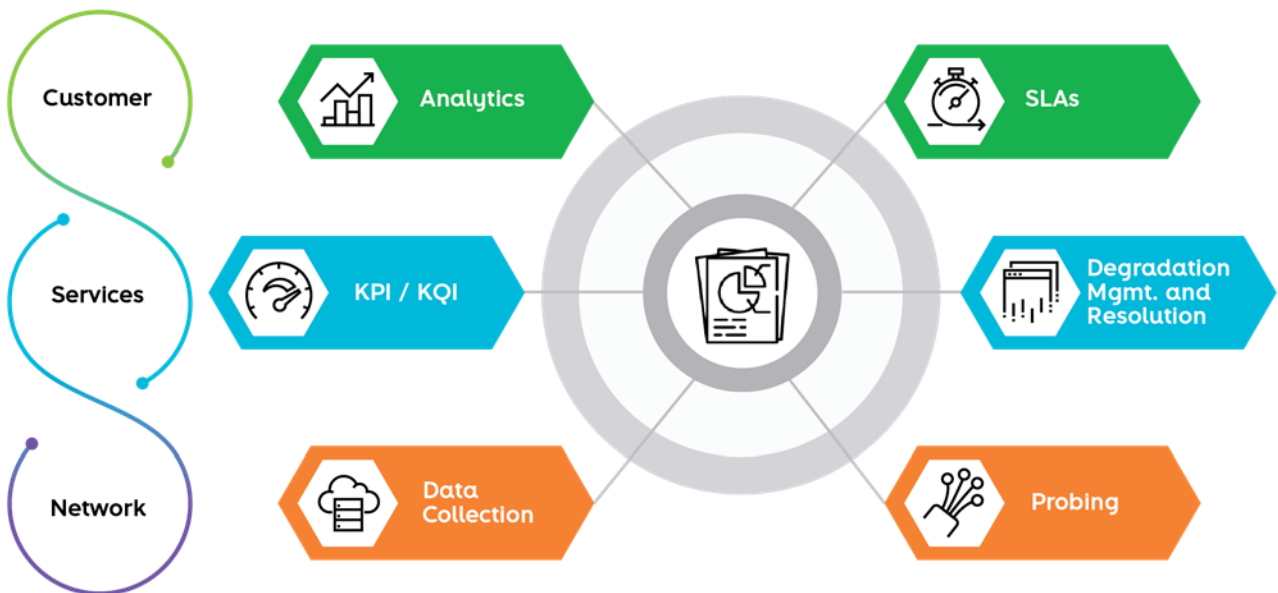 Customer
Analytics
SLAs
Services
KPI / KQI
Degradation
Mgmt. and
Resolution
Network
Data
Collection
Probing